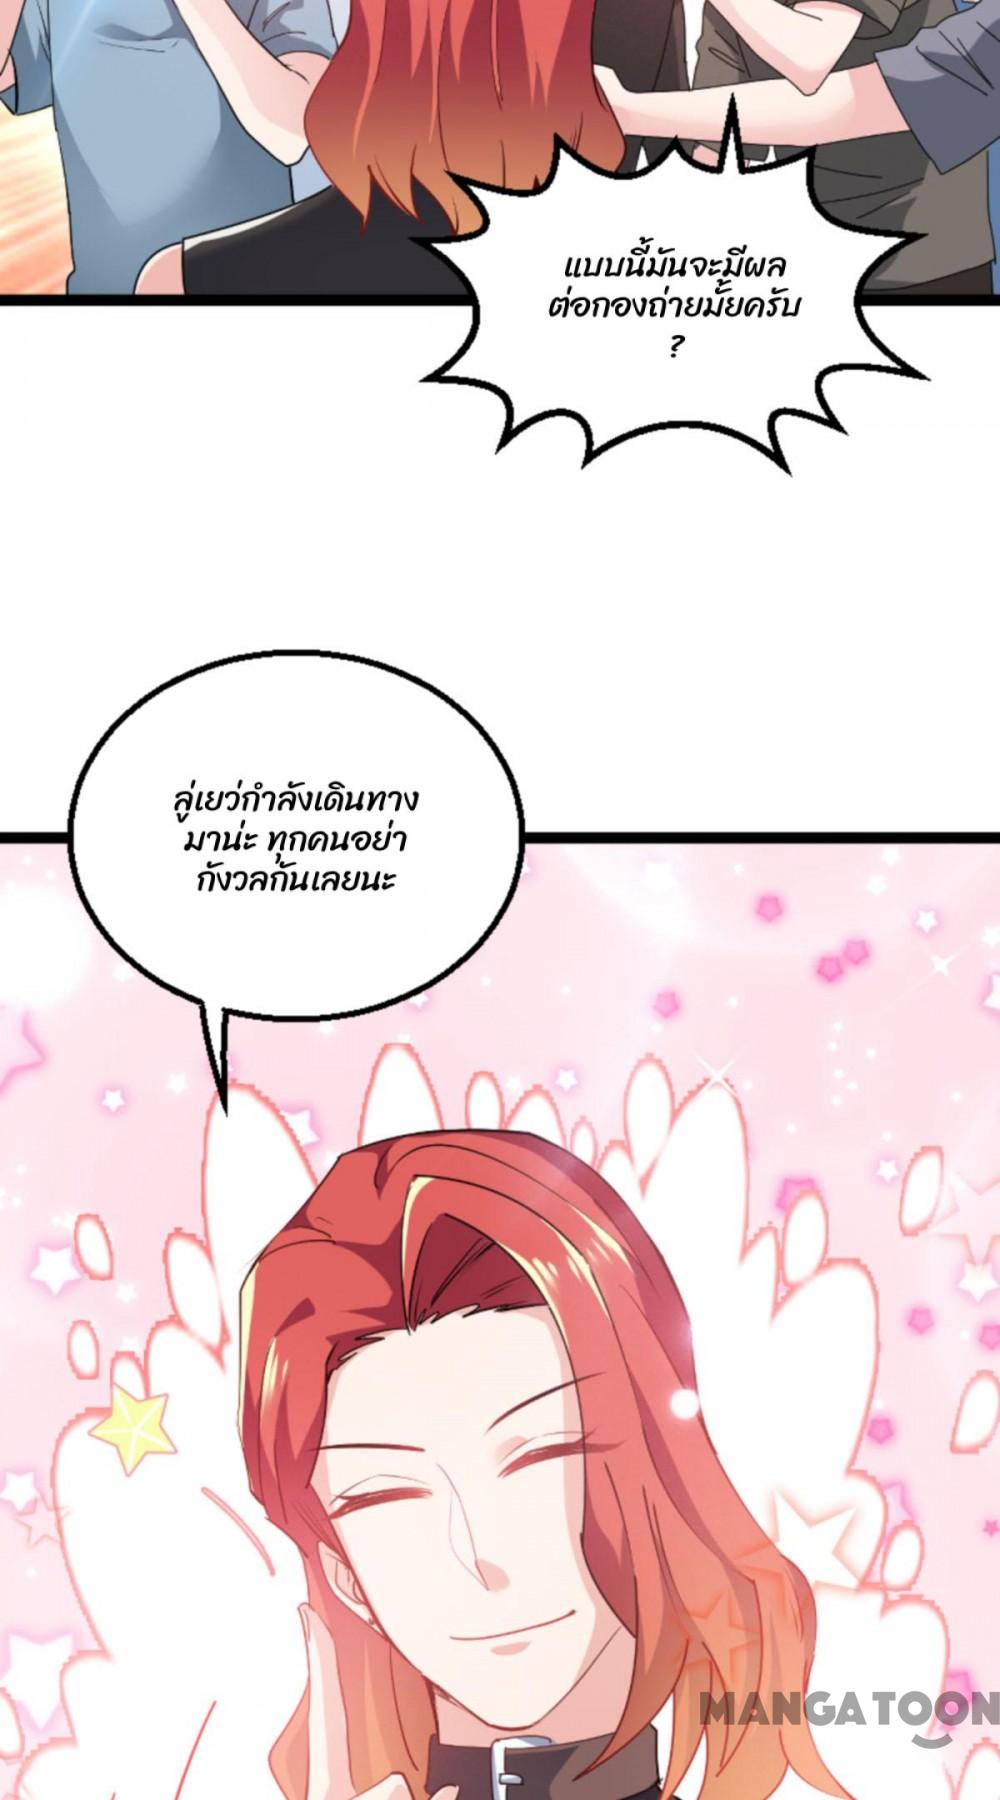 แบบนี้มันจะมีผล
ต่อกองถ่ายมั้ยครับ
?
ลู่เยว่กำลังเดินทาง
มาน่ะ ทุกคนอย่า
กังวลกันเลยนะ
MANGATOON